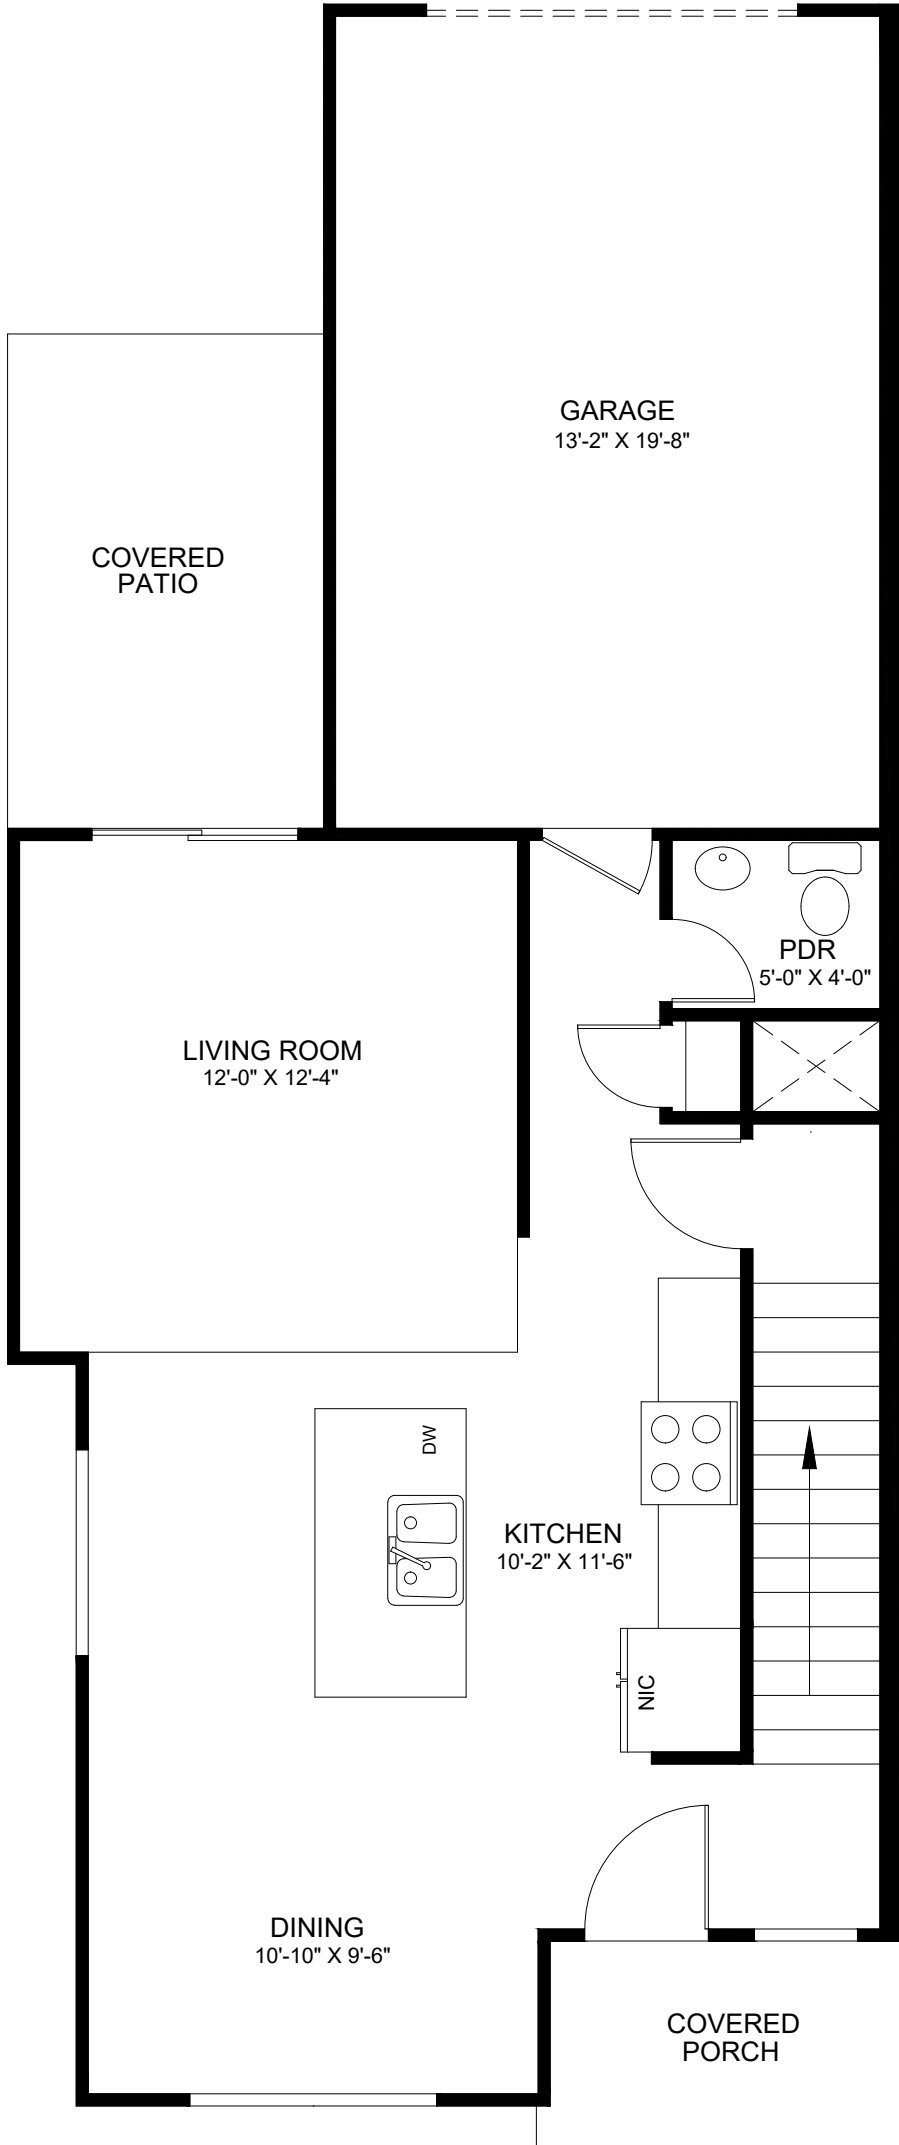 GARAGE
13'-2" X 19'-8"
COVERED
PATIO
PDR
5'-0" X 4'-0"
LIVING ROOM
12'-0" X 12'-4"
DW
KITCHEN
10'-2" X 11'-6"
NIC
DINING
10'-10" X 9'-6"
COVERED
PORCH